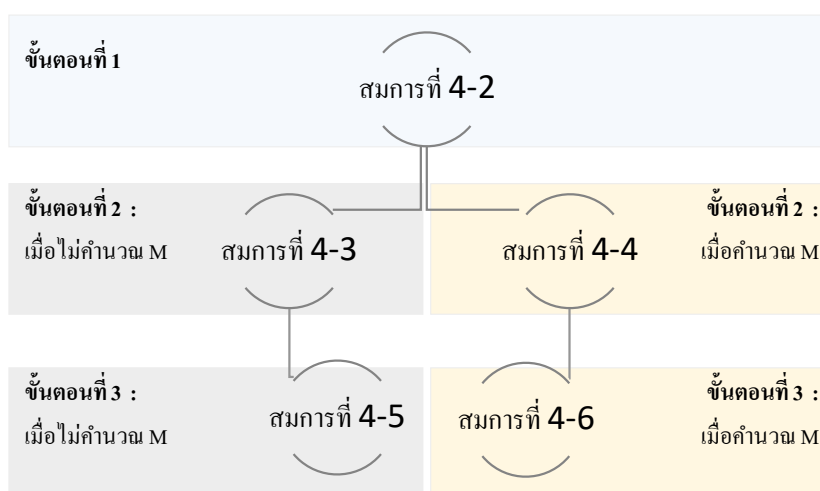 ขั้นตอนที่ 1
สมการที่ 4-2
ขั้นตอนที่ 2 :
เมื่อไม่คำนวณ M
สมการที่ 4-3
สมการที่ 4-4
ขั้นตอนที่ 2 :
เมื่อคำนวณ M
ขั้นตอนที่ 3 :
เมื่อไม่คำนวณ M
สมการที่ 4-5
สมการที่ 4-6
ขั้นตอนที่ 3 :
เมื่อคำนวณ M